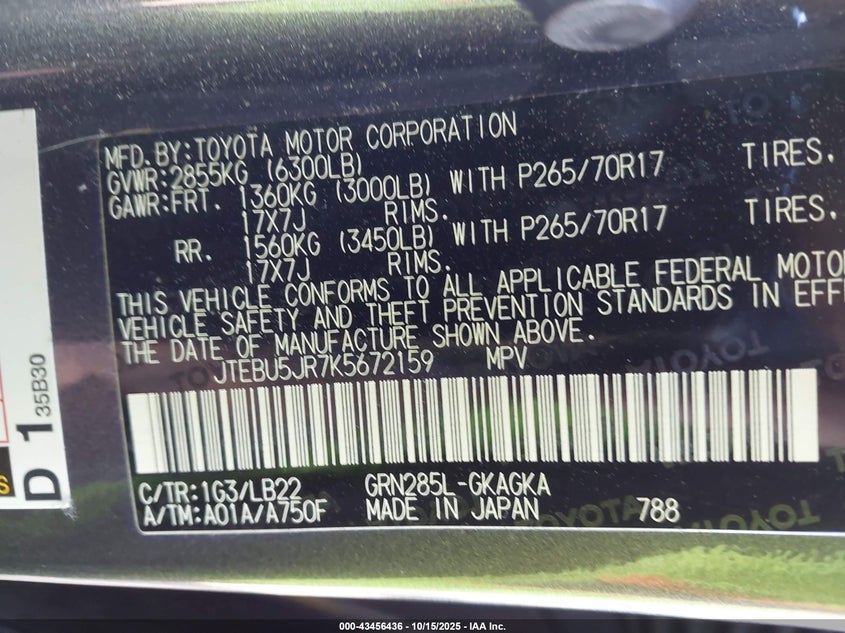 MFD.BY:TOYOTA MOTOR CORPORATION
GVWR:2855KG (6300LB)
GAWR:FRT. 1360KG (3000LB) WITH P265/70R17 TIRES.
17X7J RIMS.
RR. 1560KG (3450LB) WITH P265/70R17 TIRES.
17X7J RIMS.
THIS VEHICLE CONFORMS TO ALL APPLICABLE FEDERAL MOTO
VEHICLE SAFETY AND THEFT PREVENTION STANDARDS IN EFF
THE DATE OF MANUFACTURE SHOWN ABOVE.
JTEBU5JR7K5672159 MPV
C/TR:1G3/LB22 GRN285L-GKAGKA
A/TM:A01A/A750F MADE IN JAPAN 788
D 1 35B30
S
TOYOTA
000-43456436 - 10/15/2025 - IAA Inc.